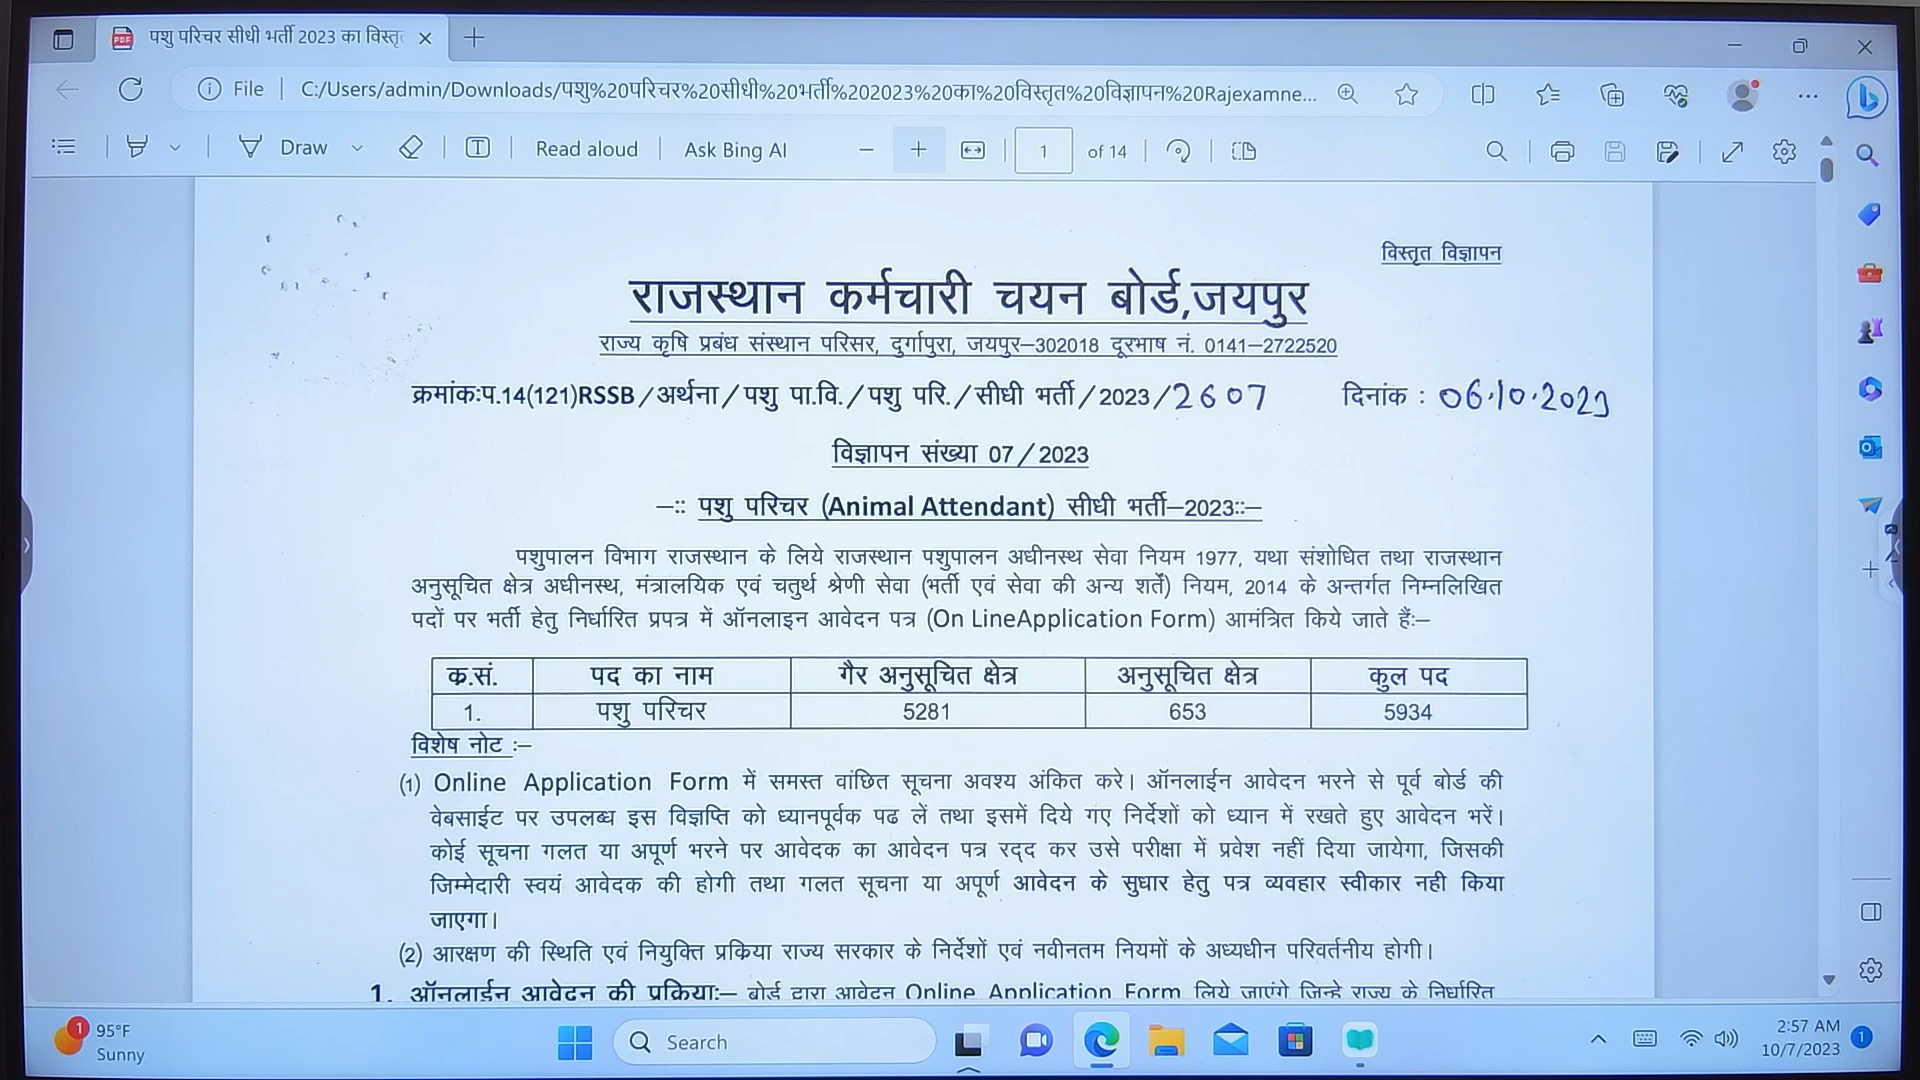 पशु परिचर सीधी भर्ती 2023 का विस्तृत
File
C:/Users/admin/Downloads/पशु%20परिचर%20सीधी%20भर्ती%202023%20का%20विस्तृत%20विज्ञापन%20Rajexamne...
Draw
Read aloud
Ask Bing AI
1 of 14
विस्तृत विज्ञापन
राजस्थान कर्मचारी चयन बोर्ड,जयपुर
राज्य कृषि प्रबंध संस्थान परिसर, दुर्गापुरा, जयपुर–302018 दूरभाष नं. 0141–2722520
क्रमांकःप.14(121)RSSB/अर्थना/पशु पा.वि./पशु परि./सीधी भर्ती/2023/2607 दिनांक : 06.10.2023
विज्ञापन संख्या 07/2023
–:: पशु परिचर (Animal Attendant) सीधी भर्ती–2023::–
पशुपालन विभाग राजस्थान के लिये राजस्थान पशुपालन अधीनस्थ सेवा नियम 1977, यथा संशोधित तथा राजस्थान
अनुसूचित क्षेत्र अधीनस्थ, मंत्रालयिक एवं चतुर्थ श्रेणी सेवा (भर्ती एवं सेवा की अन्य शर्ते) नियम, 2014 के अन्तर्गत निम्नलिखित
पदों पर भर्ती हेतु निर्धारित प्रपत्र में ऑनलाइन आवेदन पत्र (On LineApplication Form) आमंत्रित किये जाते हैं:–
क.सं. पद का नाम गैर अनुसूचित क्षेत्र अनुसूचित क्षेत्र कुल पद
1. पशु परिचर 5281 653 5934
विशेष नोट :–
(1) Online Application Form में समस्त वांछित सूचना अवश्य अंकित करे। ऑनलाईन आवेदन भरने से पूर्व बोर्ड की
वेबसाईट पर उपलब्ध इस विज्ञप्ति को ध्यानपूर्वक पढ लें तथा इसमें दिये गए निर्देशों को ध्यान में रखते हुए आवेदन भरें।
कोई सूचना गलत या अपूर्ण भरने पर आवेदक का आवेदन पत्र रद्द कर उसे परीक्षा में प्रवेश नहीं दिया जायेगा, जिसकी
जिम्मेदारी स्वयं आवेदक की होगी तथा गलत सूचना या अपूर्ण आवेदन के सुधार हेतु पत्र व्यवहार स्वीकार नही किया
जाएगा।
(2) आरक्षण की स्थिति एवं नियुक्ति प्रकिया राज्य सरकार के निर्देशों एवं नवीनतम नियमों के अध्यधीन परिवर्तनीय होगी।
1. ऑनलाईन आवेदन की प्रकिया:– बोर्ड द्वारा आवेदन Online Application Form लिये जाएंगे जिन्हे राज्य के निर्धारित
1 95°F
Sunny
Search
2:57 AM
10/7/2023
1